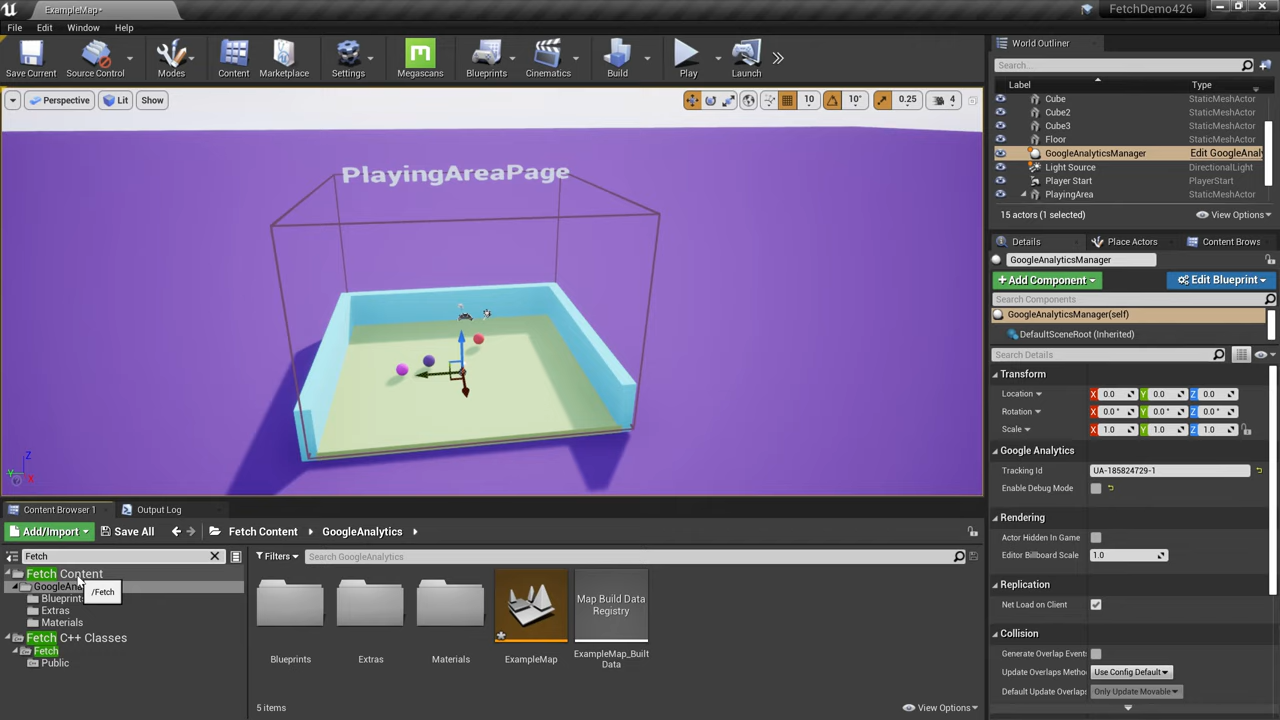 ExampleMap*
FetchDemo426
File
Edit
Window
Help
World Outliner
Save Current
Source Control
Modes
Content
Marketplace
Settings
Megascans
Blueprints
Cinematics
Build
Play
Launch
Search...
Label
Type
Perspective
Lit
Show
10
10°
0.25
4
Cube
StaticMeshActor
Cube2
StaticMeshActor
Cube3
StaticMeshActor
Floor
StaticMeshActor
GoogleAnalyticsManager
Edit GoogleAnal
Light Source
DirectionalLight
Player Start
PlayerStart
PlayingArea
StaticMeshActor
15 actors (1 selected)
View Options
PlayingAreaPage
Details
Place Actors
Content Brows
GoogleAnalyticsManager
+Add Component
Edit Blueprint
Search Components
GoogleAnalyticsManager(self)
DefaultSceneRoot (Inherited)
Search Details
Transform
Location
X 0.0 Y 0.0 Z 0.0
Rotation
X 0.0° Y 0.0° Z 0.0°
Scale
X 1.0 Y 1.0 Z 1.0
Google Analytics
Tracking Id
UA-185824729-1
Enable Debug Mode
Rendering
Actor Hidden In Game
Editor Billboard Scale
1.0
Replication
Net Load on Client
Collision
Generate Overlap Event
Update Overlaps Metho
Use Config Default
Default Update Overlaps
Only Update Movable
Z
Y
X
Content Browser 1
Output Log
Add/Import
Save All
Fetch Content
GoogleAnalytics
Fetch
Filters
Search GoogleAnalytics
Fetch Content
GoogleAna
/Fetch
Blueprint
Extras
Materials
Fetch C++ Classes
Fetch
Public
Blueprints
Extras
Materials
ExampleMap
Map Build Data
Registry
ExampleMap_Built
Data
5 items
View Options